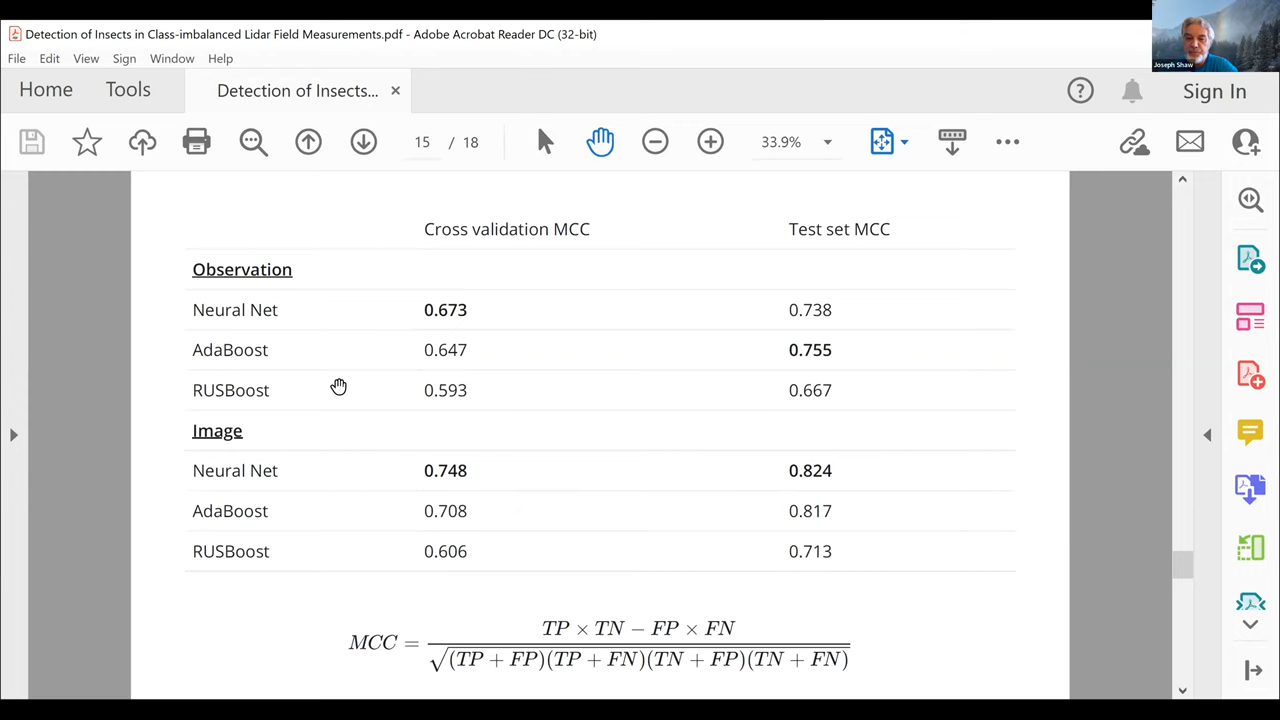 Detection of Insects in Class-imbalanced Lidar Field Measurements.pdf - Adobe Acrobat Reader DC (32-bit)
File Edit View Window Sign Help
Joseph Shaw
Home Tools Detection of Insects... × Sign In
15 / 18 33.9%
Cross validation MCC Test set MCC
Observation
Neural Net 0.673 0.738
AdaBoost 0.647 0.755
RUSBoost 0.593 0.667
Image
Neural Net 0.748 0.824
AdaBoost 0.708 0.817
RUSBoost 0.606 0.713
MCC = TP × TN − FP × FN
√(TP + FP)(TP + FN)(TN + FP)(TN + FN)